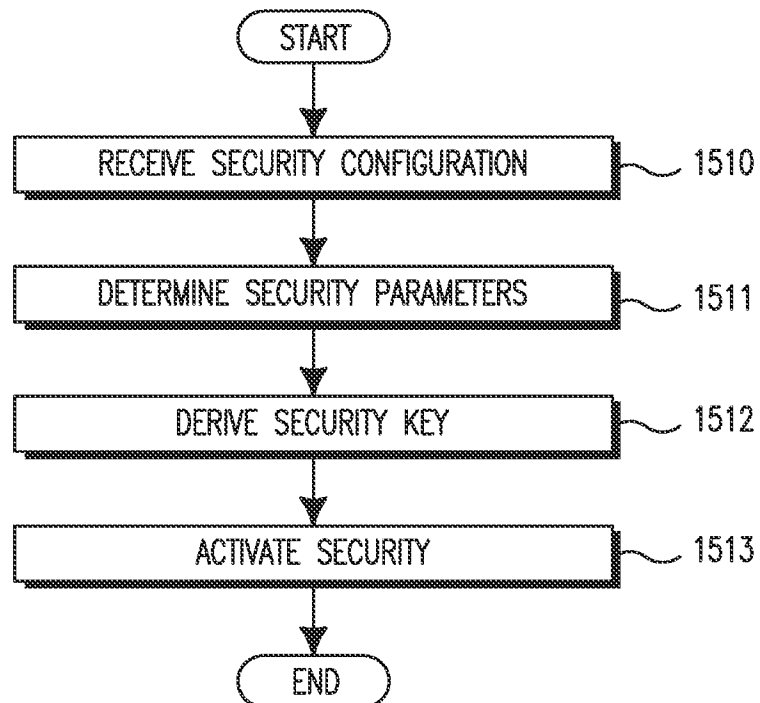 START
RECEIVE SECURITY CONFIGURATION 1510
DETERMINE SECURITY PARAMETERS 1511
DERIVE SECURITY KEY 1512
ACTIVATE SECURITY 1513
END